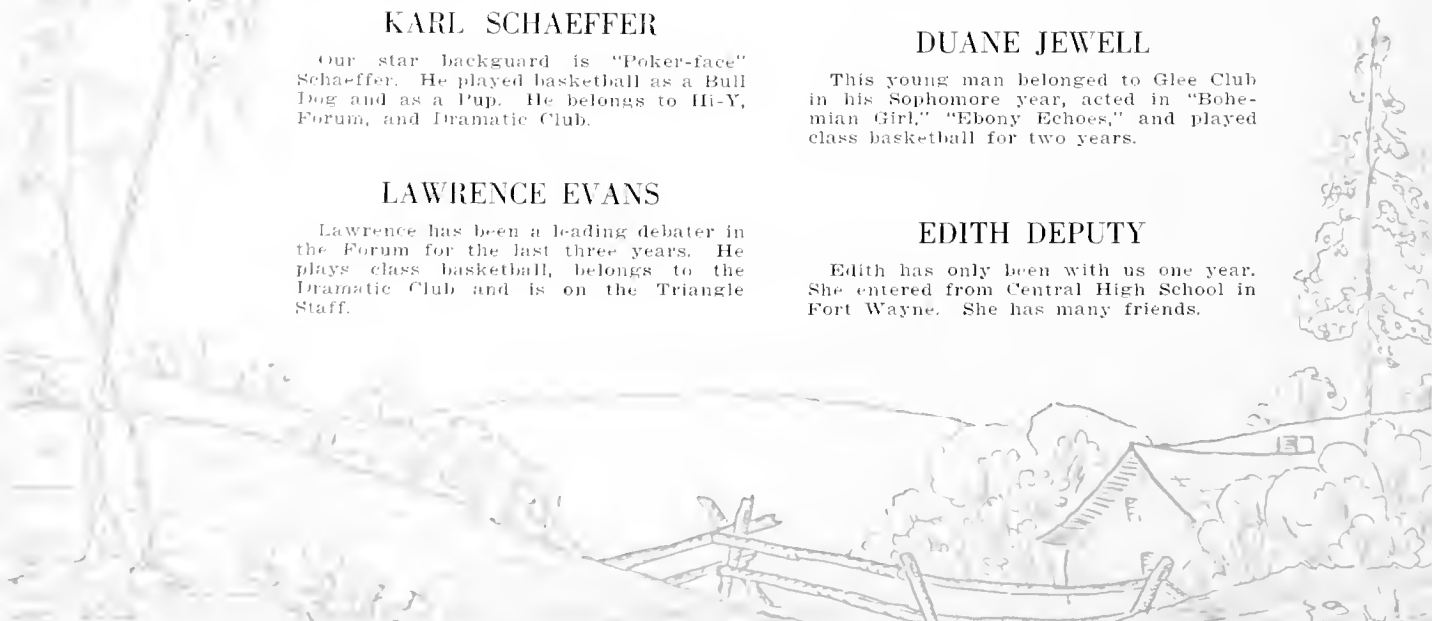 KARL SCHAEFFER
Our star backguard is "Poker-face"
Schaeffer. He played basketball as a Bull
Dog and as a Pup. He belongs to Hi-Y,
Forum, and Dramatic Club.
LAWRENCE EVANS
Lawrence has been a leading debater in
the Forum for the last three years. He
plays class basketball, belongs to the
Dramatic Club and is on the Triangle
Staff.
DUANE JEWELL
This young man belonged to Glee Club
in his Sophomore year, acted in "Bohe-
mian Girl," "Ebony Echoes," and played
class basketball for two years.
EDITH DEPUTY
Edith has only been with us one year.
She entered from Central High School in
Fort Wayne. She has many friends.